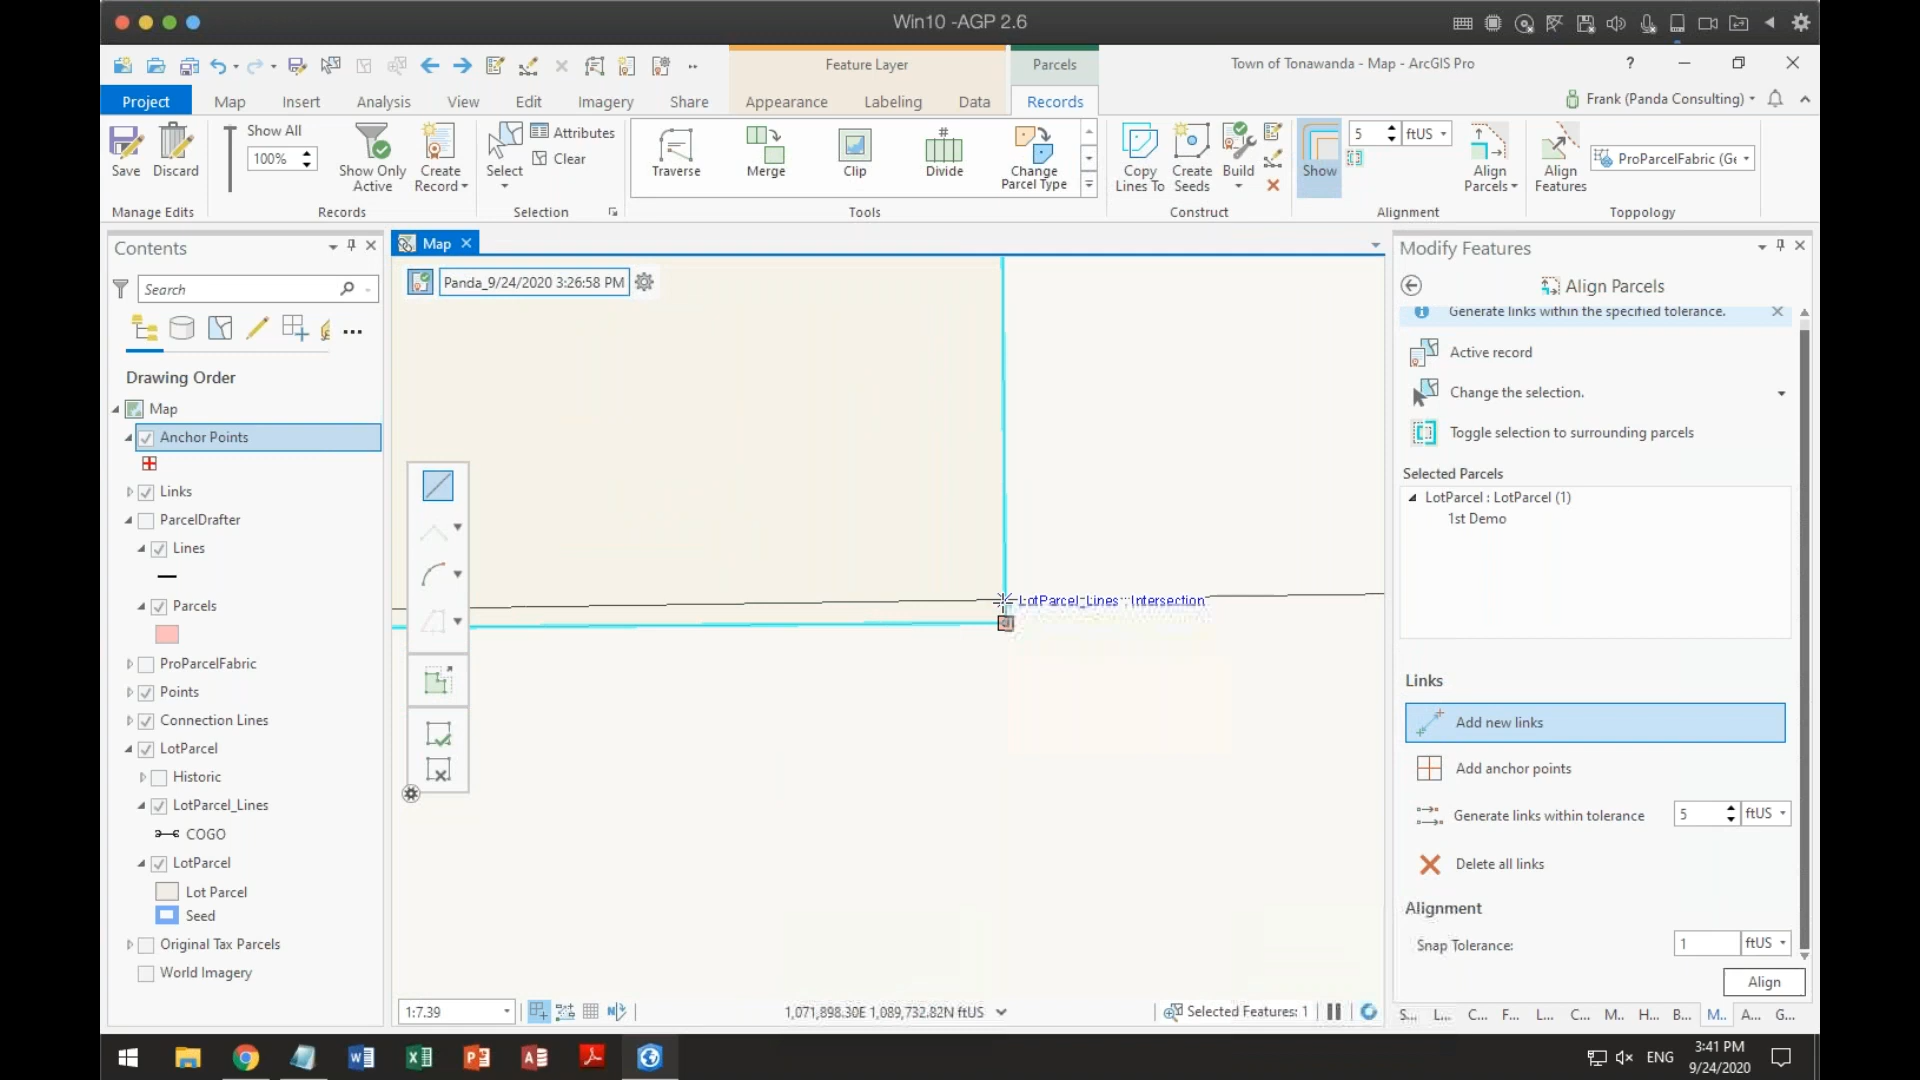 Win10 -AGP 2.6
Feature Layer
Parcels
Town of Tonawanda - Map - ArcGIS Pro
?
Project
Map
Insert
Analysis
View
Edit
Imagery
Share
Appearance
Labeling
Data
Records
Frank (Panda Consulting)
Save
Discard
Manage Edits
Show All
100%
Show Only
Active
Create
Record
Records
Select
Attributes
Clear
Selection
Traverse
Merge
Clip
Divide
Change
Parcel Type
Tools
Copy
Lines To
Create
Seeds
Build
Construct
Show
5
ftUS
Align
Parcels
Alignment
Align
Features
ProParcelFabric (Ge
Toppology
Contents
Search
Drawing Order
Map
Anchor Points
Links
ParcelDrafter
Lines
Parcels
ProParcelFabric
Points
Connection Lines
LotParcel
Historic
LotParcel_Lines
COGO
LotParcel
Lot Parcel
Seed
Original Tax Parcels
World Imagery
Map
Panda_9/24/2020 3:26:58 PM
LotParcel_Lines : Intersection
1:7.39
1,071,898.30E 1,089,732.82N ftUS
Selected Features: 1
Modify Features
Align Parcels
Generate links within the specified tolerance.
Active record
Change the selection.
Toggle selection to surrounding parcels
Selected Parcels
LotParcel : LotParcel (1)
1st Demo
Links
Add new links
Add anchor points
Generate links within tolerance
5
ftUS
Delete all links
Alignment
Snap Tolerance:
1
ftUS
Align
S... L... C... F... L... C... M.. H... B... M.. A... G...
ENG
3:41 PM
9/24/2020